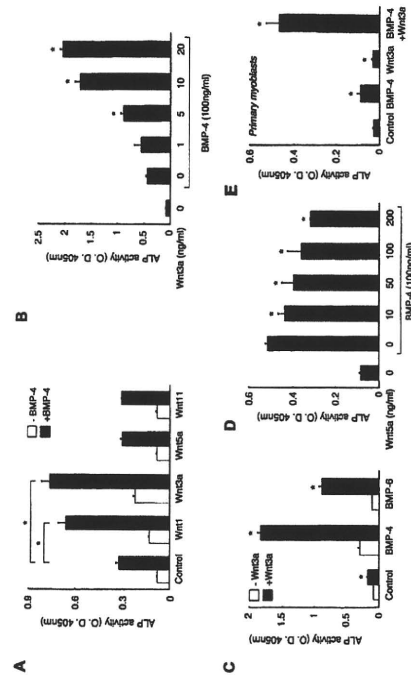 A
ALP activity (O. D. 405nm)
0.9
0.6
0.3
0
- BMP-4
+BMP-4
*
*
Control
Wnt1
Wnt3a
Wnt5a
Wnt11
B
ALP activity (O. D. 405nm)
2.5
2
1.5
1
0.5
0
*
*
*
Wnt3a (ng/ml)
0
0
1
5
10
20
BMP-4 (100ng/ml)
C
ALP activity (O. D. 405nm)
2
1.5
1
0.5
0
- Wnt3a
+Wnt3a
*
*
*
Control
BMP-4
BMP-6
D
ALP activity (O. D. 405nm)
0.6
0.4
0.2
0
*
*
*
*
Wnt5a (ng/ml)
0
0
10
50
100
200
BMP-4 (100ng/ml)
E
Primary myoblasts
ALP activity (O. D. 405nm)
0.6
0.4
0.2
0
*
*
*
Control
BMP-4
Wnt3a
BMP-4
+Wnt3a